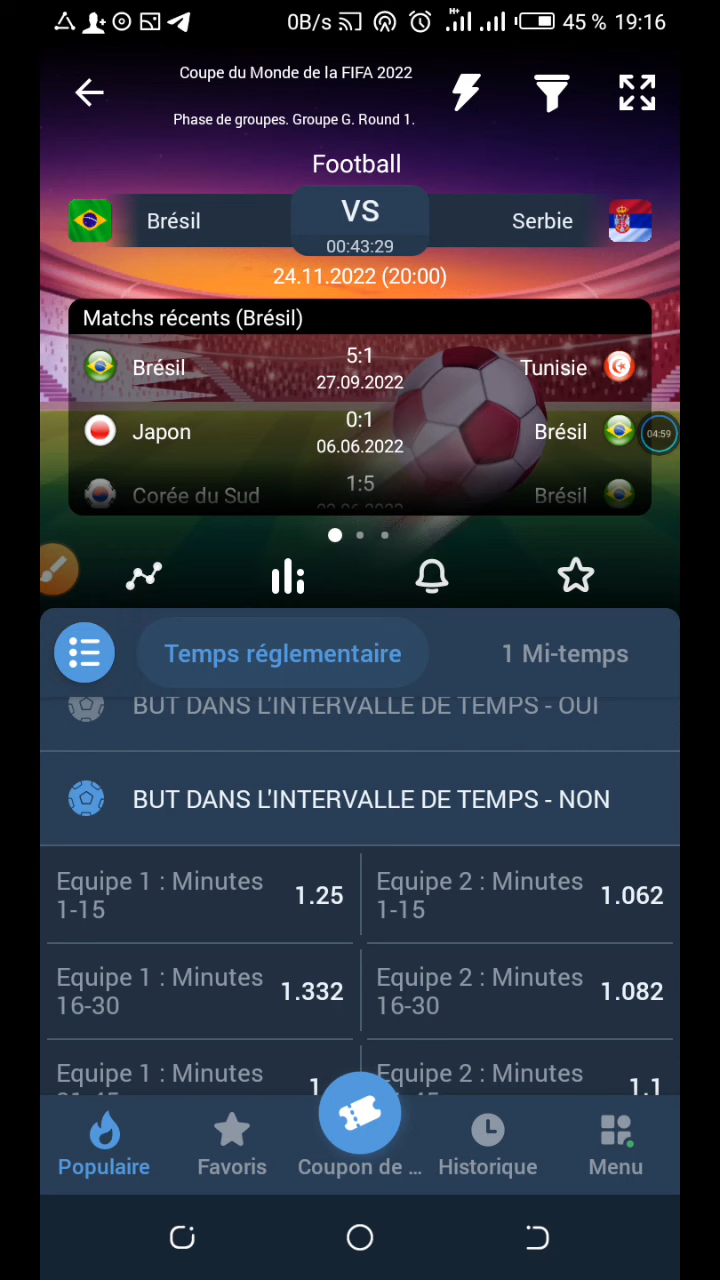 0B/s H+ 45 % 19:16
Coupe du Monde de la FIFA 2022
Phase de groupes. Groupe G. Round 1.
Football
Brésil VS Serbie
00:43:29
24.11.2022 (20:00)
Matchs récents (Brésil)
Brésil 5:1 Tunisie
27.09.2022
Japon 0:1 Brésil
06.06.2022
04:59
Corée du Sud 1:5 Brésil
Temps réglementaire 1 Mi-temps
BUT DANS L'INTERVALLE DE TEMPS - OUI
BUT DANS L'INTERVALLE DE TEMPS - NON
Equipe 1 : Minutes 1-15 1.25
Equipe 2 : Minutes 1-15 1.062
Equipe 1 : Minutes 16-30 1.332
Equipe 2 : Minutes 16-30 1.082
Equipe 1 : Minutes
Equipe 2 : Minutes 1.1
Populaire Favoris Coupon de ... Historique Menu